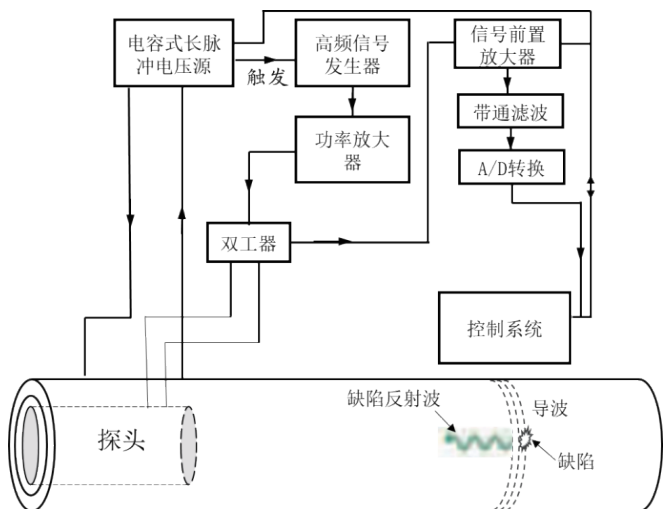 电容式长脉
冲电压源
触发
高频信号
发生器
信号前置
放大器
带通滤波
功率放大
器
A/D转换
双工器
控制系统
缺陷反射波
导波
探头
缺陷